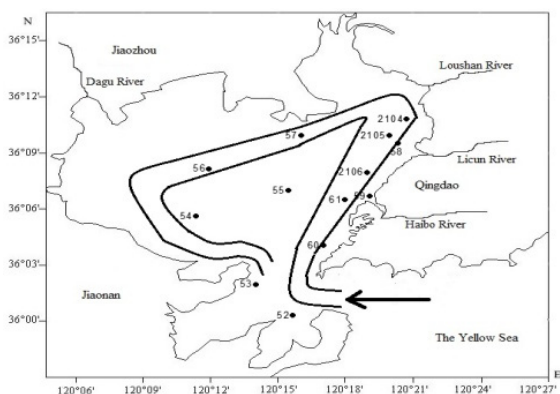 N
36°15'
Jiaozhou
Loushan River
Dagu River
36°12'
2104
57
2105
58
36°09'
Licun River
56
2106
Qingdao
55
59
61
36°06'
54
Haibo River
60
36°03'
53
Jiaonan
52
36°00'
The Yellow Sea
E
120°06' 120°09' 120°12' 120°16' 120°18' 120°21' 120°24' 120°27'